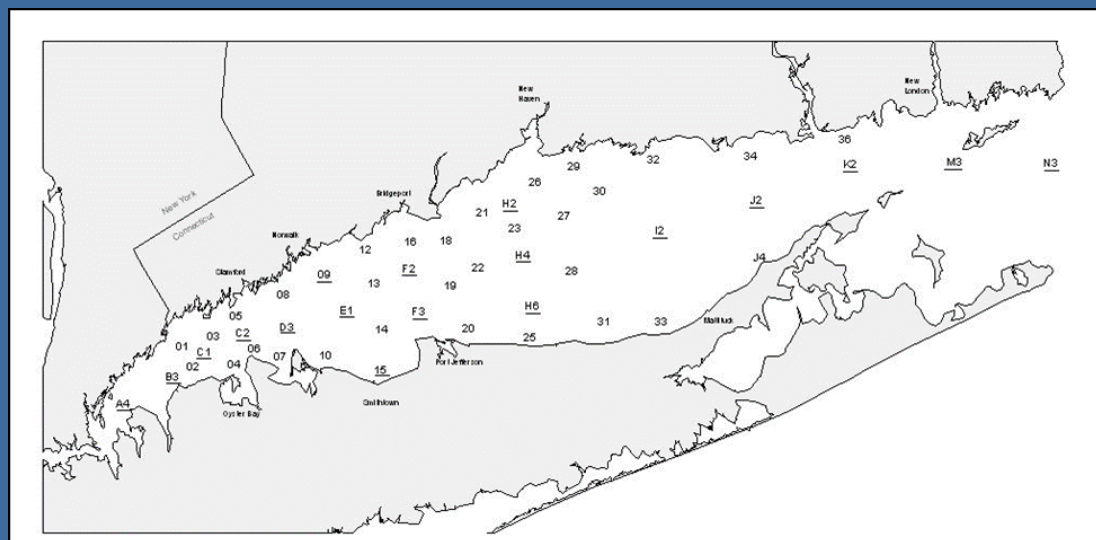 New
London
New
Haven
36
29
32
34
K2
M3
N3
26
30
Bridgeport
New York
H2
J2
21
27
Connecticut
23
I2
Norwalk
12
16
18
H4
J4
F2
22
28
Stamford
09
13
19
08
E1
F3
H6
05
Mattituck
31
33
D3
14
20
25
03
C2
01
C1
06
07
10
Port Jefferson
02
04
15
B3
A4
Smithtown
Oyster Bay